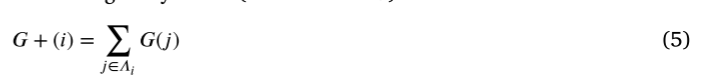 G + (i) = ∑ G(j) (5)
j∈Λᵢ